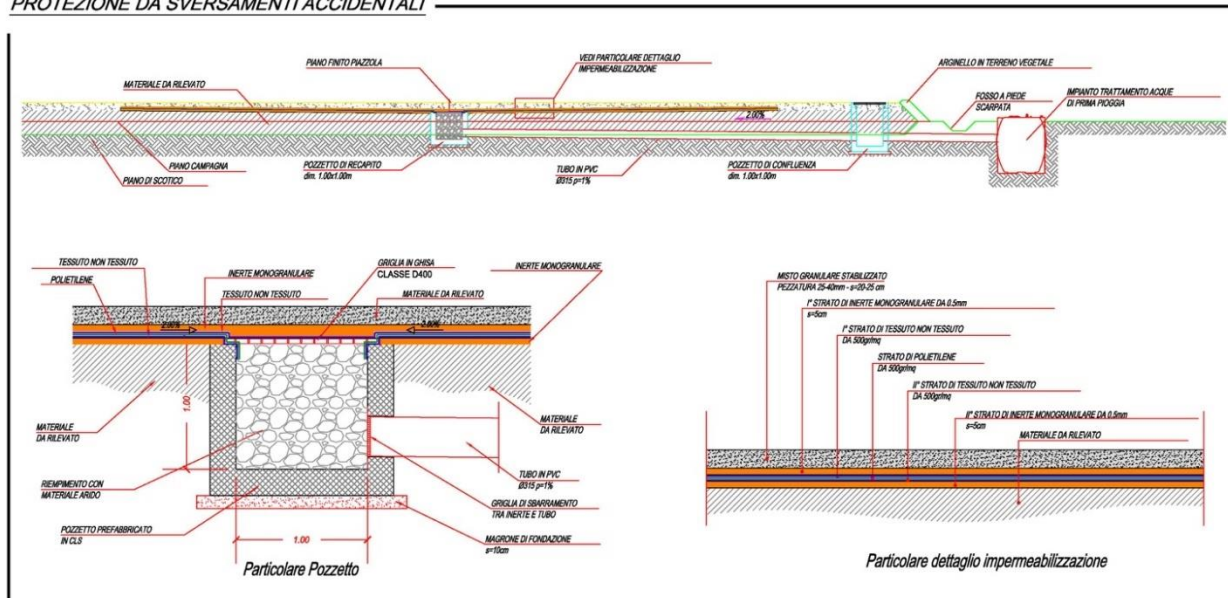 PROTEZIONE DA SVERSAMENTI ACCIDENTALI
PIANO FINITO PIAZZOLA
VEDI PARTICOLARE DETTAGLIO
IMPERMEABILIZZAZIONE
ARGINELLO IN TERRENO VEGETALE
MATERIALE DA RILEVATO
FOSSO A PIEDE
SCARPATA
IMPIANTO TRATTAMENTO ACQUE
DI PRIMA PIOGGIA
2.00%
PIANO CAMPAGNA
PIANO DI SCOTICO
POZZETTO DI RECAPITO
dim. 1.00x1.00m
TUBO IN PVC
Ø315 p=1%
POZZETTO DI CONFLUENZA
dim. 1.00x1.00m
TESSUTO NON TESSUTO
POLIETILENE
INERTE MONOGRANULARE
TESSUTO NON TESSUTO
GRIGLIA IN GHISA
CLASSE D400
MATERIALE DA RILEVATO
INERTE MONOGRANULARE
2.00%
2.00%
1.00
MATERIALE
DA RILEVATO
MATERIALE
DA RILEVATO
RIEMPIMENTO CON
MATERIALE ARIDO
TUBO IN PVC
Ø315 p=1%
GRIGLIA DI SBARRAMENTO
TRA INERTE E TUBO
POZZETTO PREFABBRICATO
IN CLS
1.00
MAGRONE DI FONDAZIONE
s=10cm
Particolare Pozzetto
MISTO GRANULARE STABILIZZATO
PEZZATURA 25-40mm - s=20-25 cm
I° STRATO DI INERTE MONOGRANULARE DA 0.5mm
s=5cm
I° STRATO DI TESSUTO NON TESSUTO
DA 500gr/mq
STRATO DI POLIETILENE
DA 500gr/mq
II° STRATO DI TESSUTO NON TESSUTO
DA 500gr/mq
II° STRATO DI INERTE MONOGRANULARE DA 0.5mm
s=5cm
MATERIALE DA RILEVATO
Particolare dettaglio impermeabilizzazione